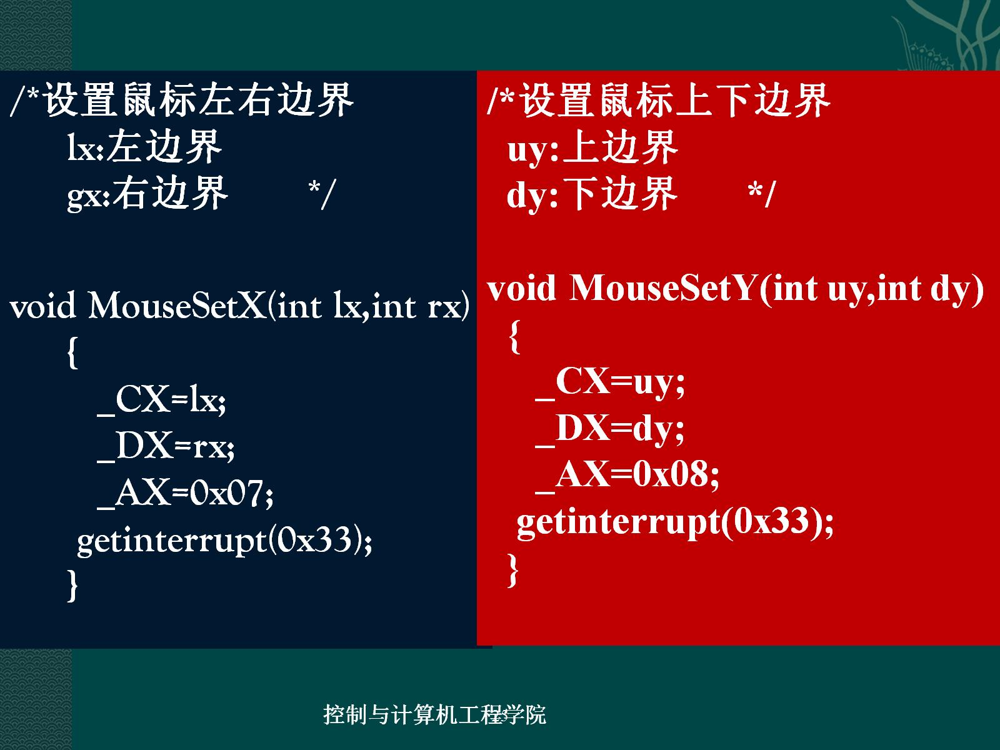 /*设置鼠标左右边界
lx:左边界
gx:右边界 */
void MouseSetX(int lx,int rx)
{
_CX=lx;
_DX=rx;
_AX=0x07;
getinterrupt(0x33);
}
/*设置鼠标上下边界
uy:上边界
dy:下边界 */
void MouseSetY(int uy,int dy)
{
_CX=uy;
_DX=dy;
_AX=0x08;
getinterrupt(0x33);
}
控制与计算机工程学院